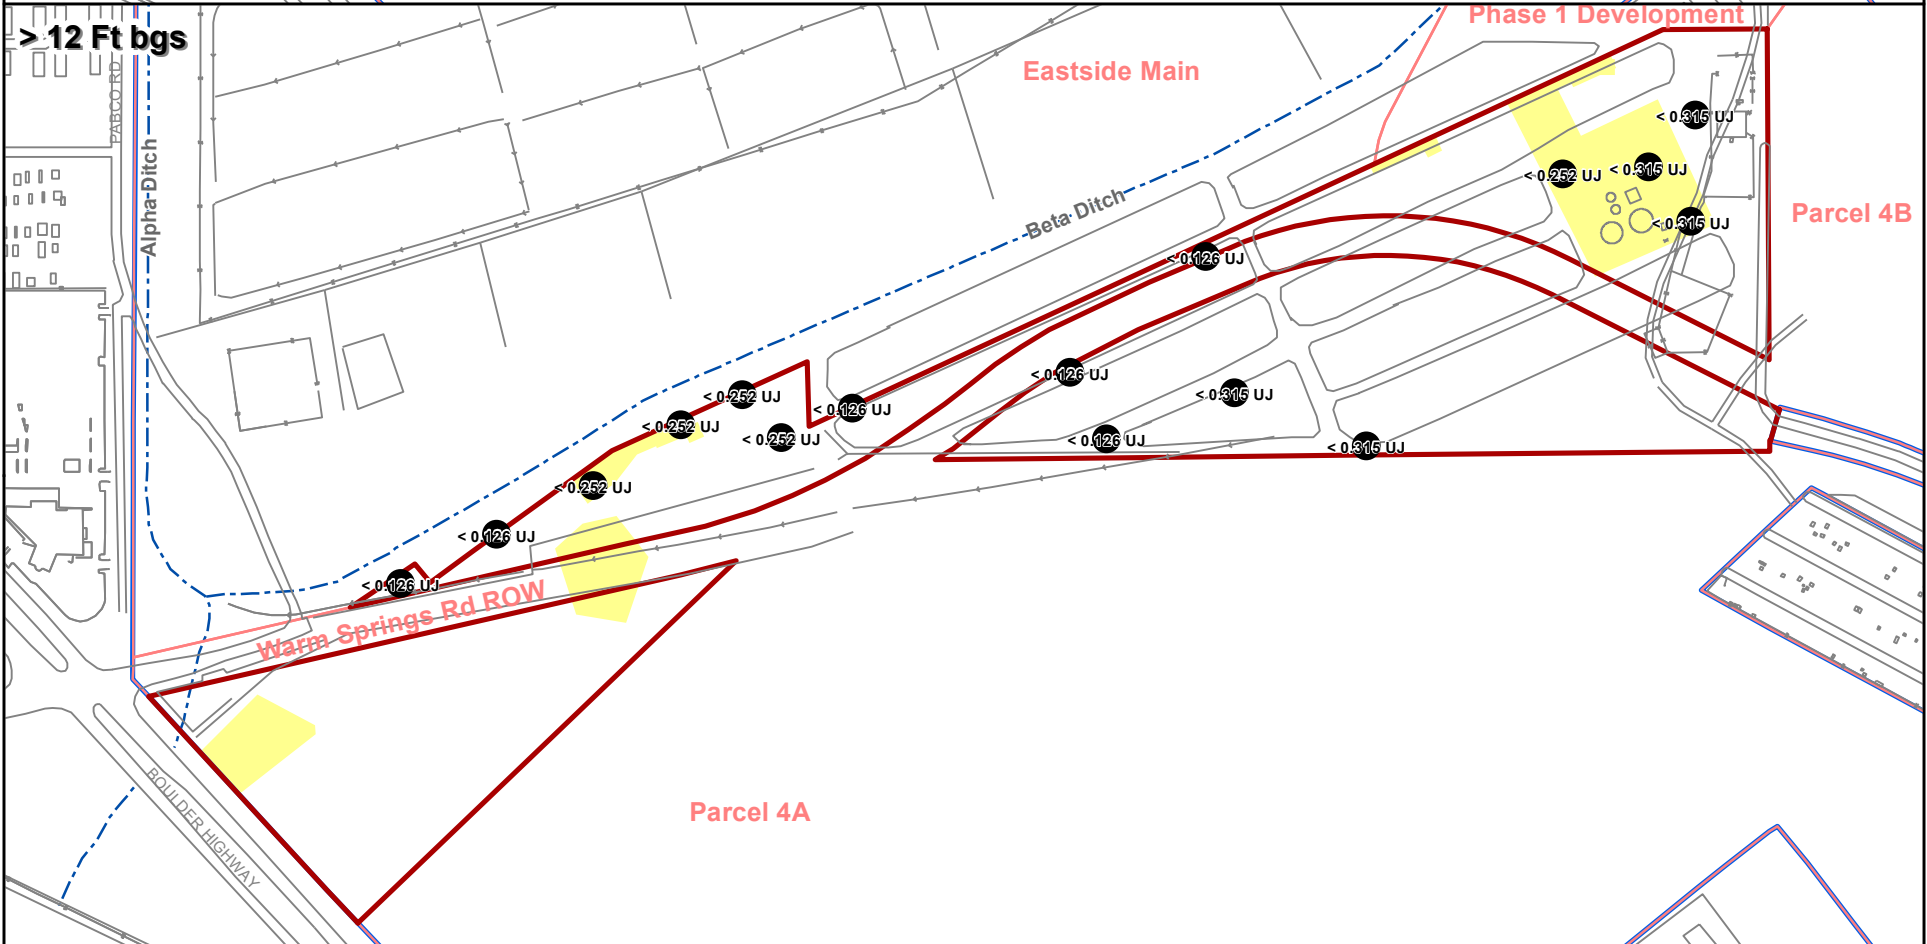 Phase 1 Development
> 12 Ft bgs
Eastside Main
PABCO RD
< 0.315 UJ
Alpha Ditch
< 0.252 UJ
< 0.315 UJ
Beta Ditch
Parcel 4B
< 0.315 UJ
< 0.126 UJ
< 0.126 UJ
< 0.252 UJ
< 0.315 UJ
< 0.126 UJ
< 0.252 UJ
< 0.252 UJ
< 0.126 UJ
< 0.315 UJ
< 0.252 UJ
< 0.126 UJ
< 0.126 UJ
Warm Springs Rd ROW
BOULDER HIGHWAY
Parcel 4A